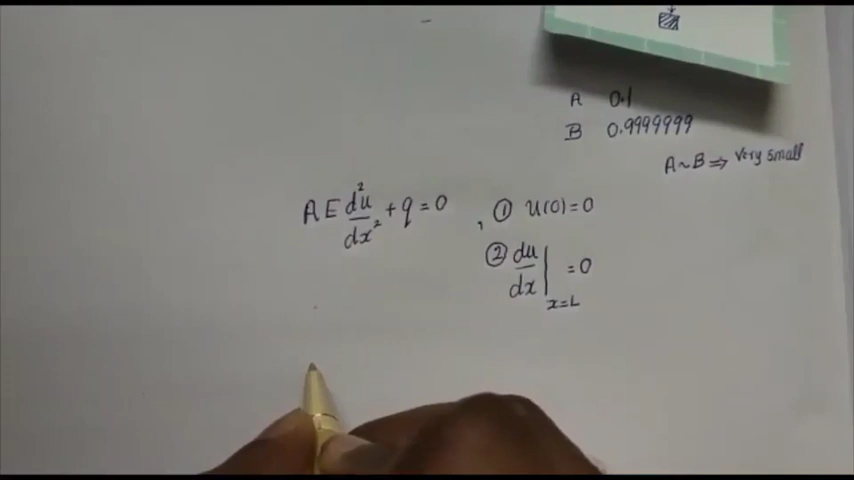 A 0.1
B 0.9999999
A~B ⇒ Very small
AE d²u/dx² + q = 0 , ① u(0) = 0
② du/dx |x=L = 0